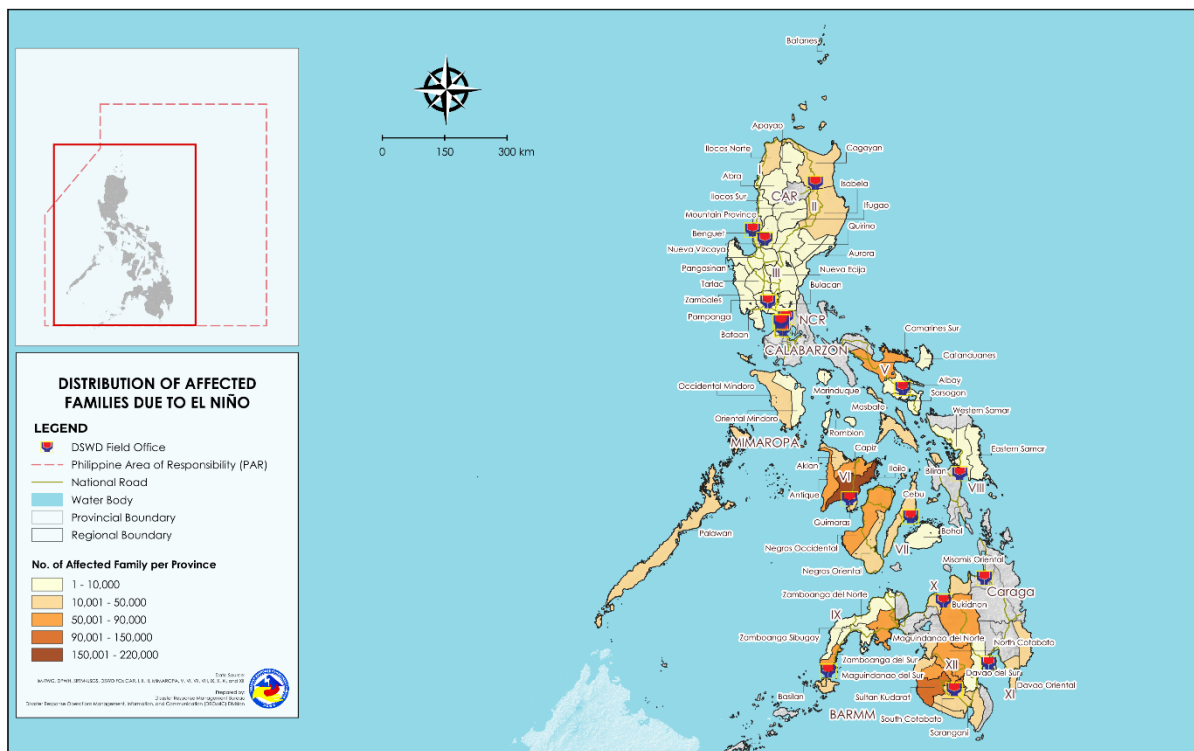 Batanes
Apayao
Ilocos Norte
Cagayan
I
Abra
Isabela
CAR
Ilocos Sur
II
Ifugao
Mountain Province
Quirino
Benguet
Nueva Vizcaya
Aurora
Pangasinan
III
Nueva Ecija
Tarlac
Bulacan
Zambales
Pampanga
NCR
Bataan
CALABARZON
Camarines Sur
Catanduanes
V
Occidental Mindoro
Marinduque
Albay
Sorsogon
Masbate
Western Samar
Oriental Mindoro
Romblon
MIMAROPA
Capiz
Eastern Samar
Aklan
VI
Iloilo
Biliran
VIII
Antique
Cebu
Guimaras
Palawan
Bohol
VII
Negros Occidental
Misamis Oriental
Negros Oriental
Zamboanga del Norte
X
Caraga
Bukidnon
IX
Zamboanga Sibugay
Maguindanao del Norte
North Cotabato
Zamboanga del Sur
XII
Davao del Sur
Maguindanao del Sur
Davao Oriental
XI
Basilan
Sultan Kudarat
BARMM
South Cotabato
Sarangani
0 150 300 km
DISTRIBUTION OF AFFECTED
FAMILIES DUE TO EL NIÑO
LEGEND
DSWD Field Office
Philippine Area of Responsibility (PAR)
National Road
Water Body
Provincial Boundary
Regional Boundary
No. of Affected Family per Province
1 - 10,000
10,001 - 50,000
50,001 - 90,000
90,001 - 150,000
150,001 - 220,000
Data Source:
Prepared by:
Disaster Response Management Bureau